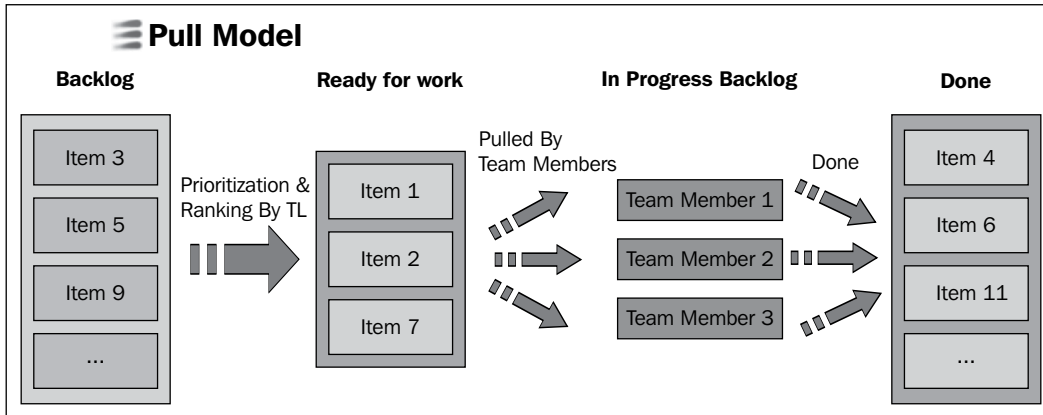 Pull Model
Backlog
Ready for work
In Progress Backlog
Done
Item 3
Item 5
Item 9
...
Prioritization &
Ranking By TL
Item 1
Item 2
Item 7
Pulled By
Team Members
Team Member 1
Team Member 2
Team Member 3
Done
Item 4
Item 6
Item 11
...